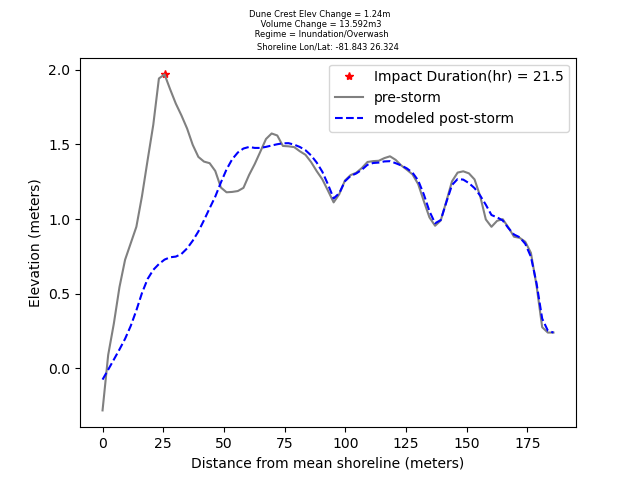 Dune Crest Elev Change = 1.24m
Volume Change = 13.592m3
Regime = Inundation/Overwash
Shoreline Lon/Lat: -81.843 26.324
Impact Duration(hr) = 21.5
pre-storm
modeled post-storm
2.0
1.5
1.0
0.5
0.0
Elevation (meters)
0 25 50 75 100 125 150 175
Distance from mean shoreline (meters)